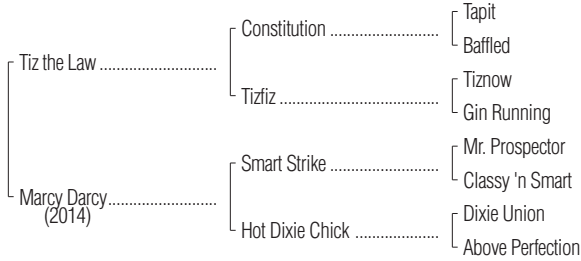 Tapit
Constitution ..............................
Baffled
Tiz the Law ................................
Tiznow
Tizfiz ..........................................
Gin Running
Mr. Prospector
Smart Strike .............................
Classy 'n Smart
Marcy Darcy .............................
(2014)
Dixie Union
Hot Dixie Chick .......................
Above Perfection